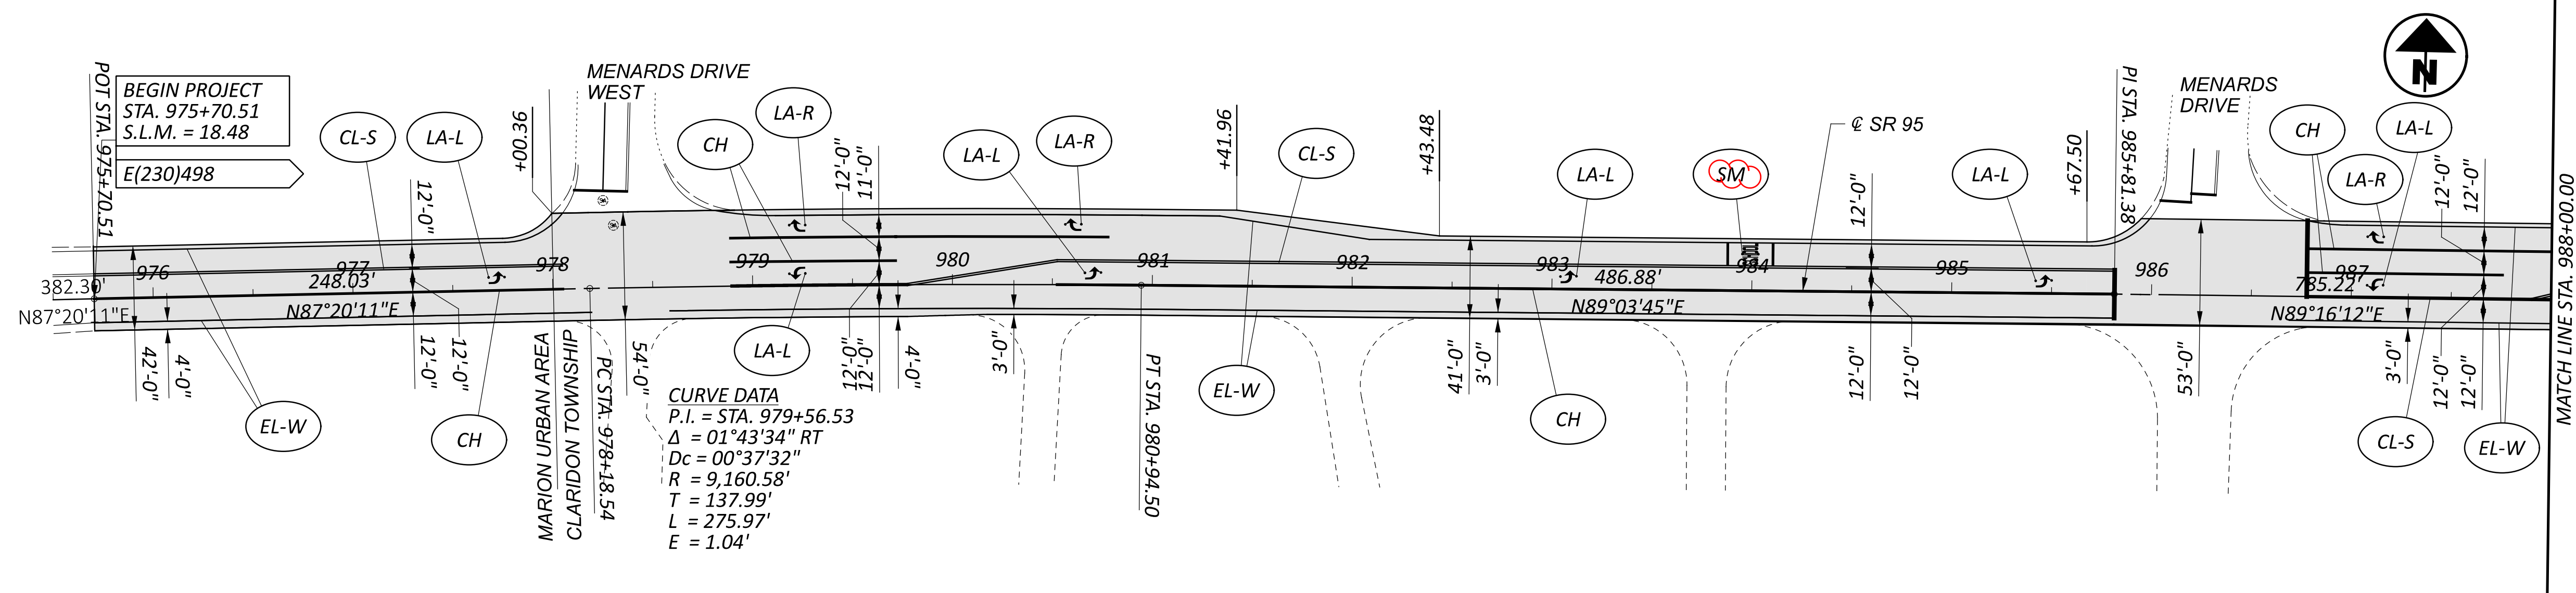 POT STA. 975+70.51
BEGIN PROJECT
STA. 975+70.51
S.L.M. = 18.48
E(230)498
CL-S
LA-L
+00.36
MENARDS DRIVE
WEST
CH
LA-R
12'-0"
11'-0"
LA-L
LA-R
+41.96
CL-S
+43.48
LA-L
SM
℄ SR 95
LA-L
+67.50
PI STA. 985+81.38
MENARDS
DRIVE
CH
LA-L
LA-R
N
12'-0"
12'-0"
12'-0"
12'-0"
976
977
978
979
980
981
982
983
984
985
986
987
382.30'
248.03'
486.88'
785.22'
N87°20'11"E
N87°20'11"E
N89°03'45"E
N89°16'12"E
MATCH LINE STA. 988+00.00
42'-0"
4'-0"
EL-W
12'-0"
12'-0"
CH
MARION URBAN AREA
CLARIDON TOWNSHIP
PC STA. 978+18.54
54'-0"
LA-L
12'-0"
12'-0"
4'-0"
3'-0"
PT STA. 980+94.50
EL-W
41'-0"
3'-0"
CH
12'-0"
12'-0"
53'-0"
3'-0"
12'-0"
12'-0"
CL-S
EL-W
CURVE DATA
P.I. = STA. 979+56.53
Δ = 01°43'34" RT
Dc = 00°37'32"
R = 9,160.58'
T = 137.99'
L = 275.97'
E = 1.04'